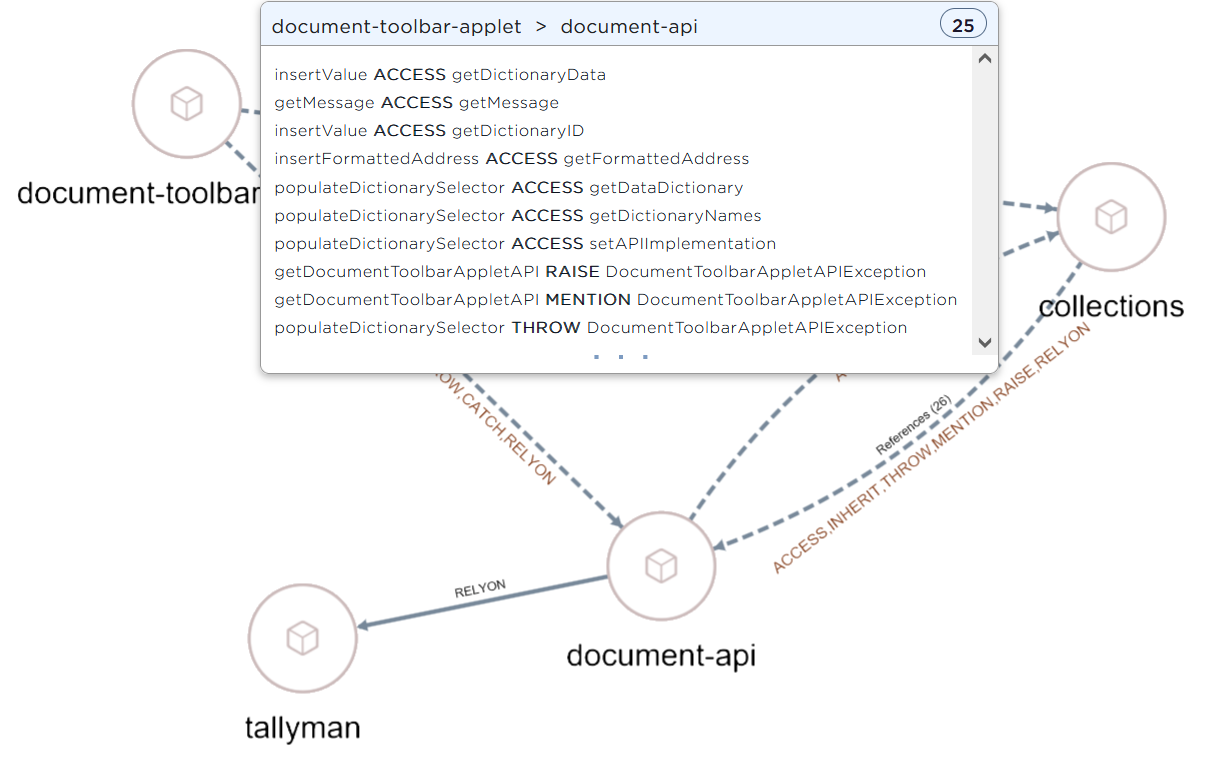 document-toolbar-applet > document-api
25
insertValue ACCESS getDictionaryData
getMessage ACCESS getMessage
insertValue ACCESS getDictionaryID
insertFormattedAddress ACCESS getFormattedAddress
populateDictionarySelector ACCESS getDataDictionary
populateDictionarySelector ACCESS getDictionaryNames
populateDictionarySelector ACCESS setAPIImplementation
getDocumentToolbarAppletAPI RAISE DocumentToolbarAppletAPIException
getDocumentToolbarAppletAPI MENTION DocumentToolbarAppletAPIException
populateDictionarySelector THROW DocumentToolbarAppletAPIException
document-toolbar
collections
OW,CATCH,RELYON
References (26)
ACCESS,INHERIT,THROW,MENTION,RAISE,RELYON
RELYON
document-api
tallyman